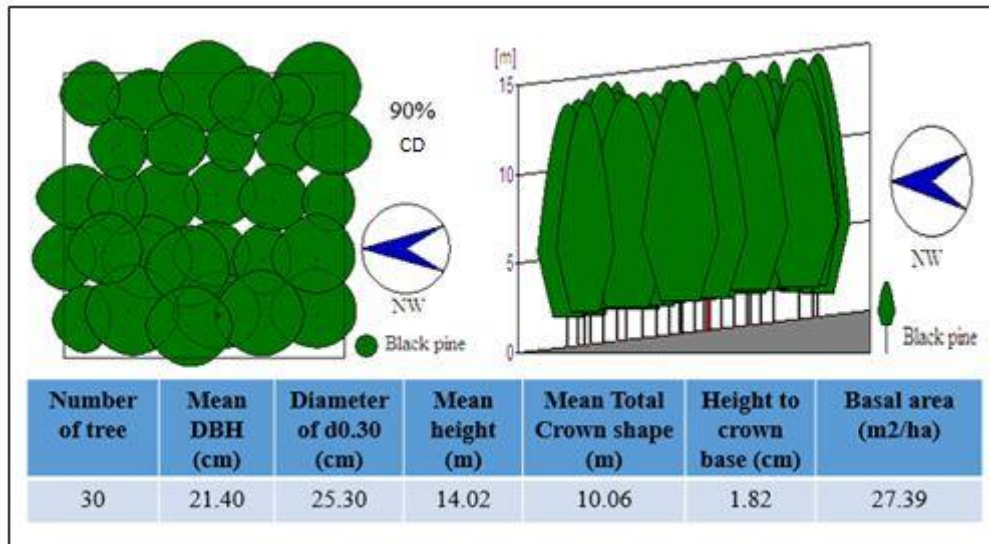 90%
CD
NW
Black pine
[m]
15
10
5
0
NW
Black pine
Number of tree
Mean DBH (cm)
Diameter of d0.30 (cm)
Mean height (m)
Mean Total Crown shape (m)
Height to crown base (cm)
Basal area (m2/ha)
30 21.40 25.30 14.02 10.06 1.82 27.39